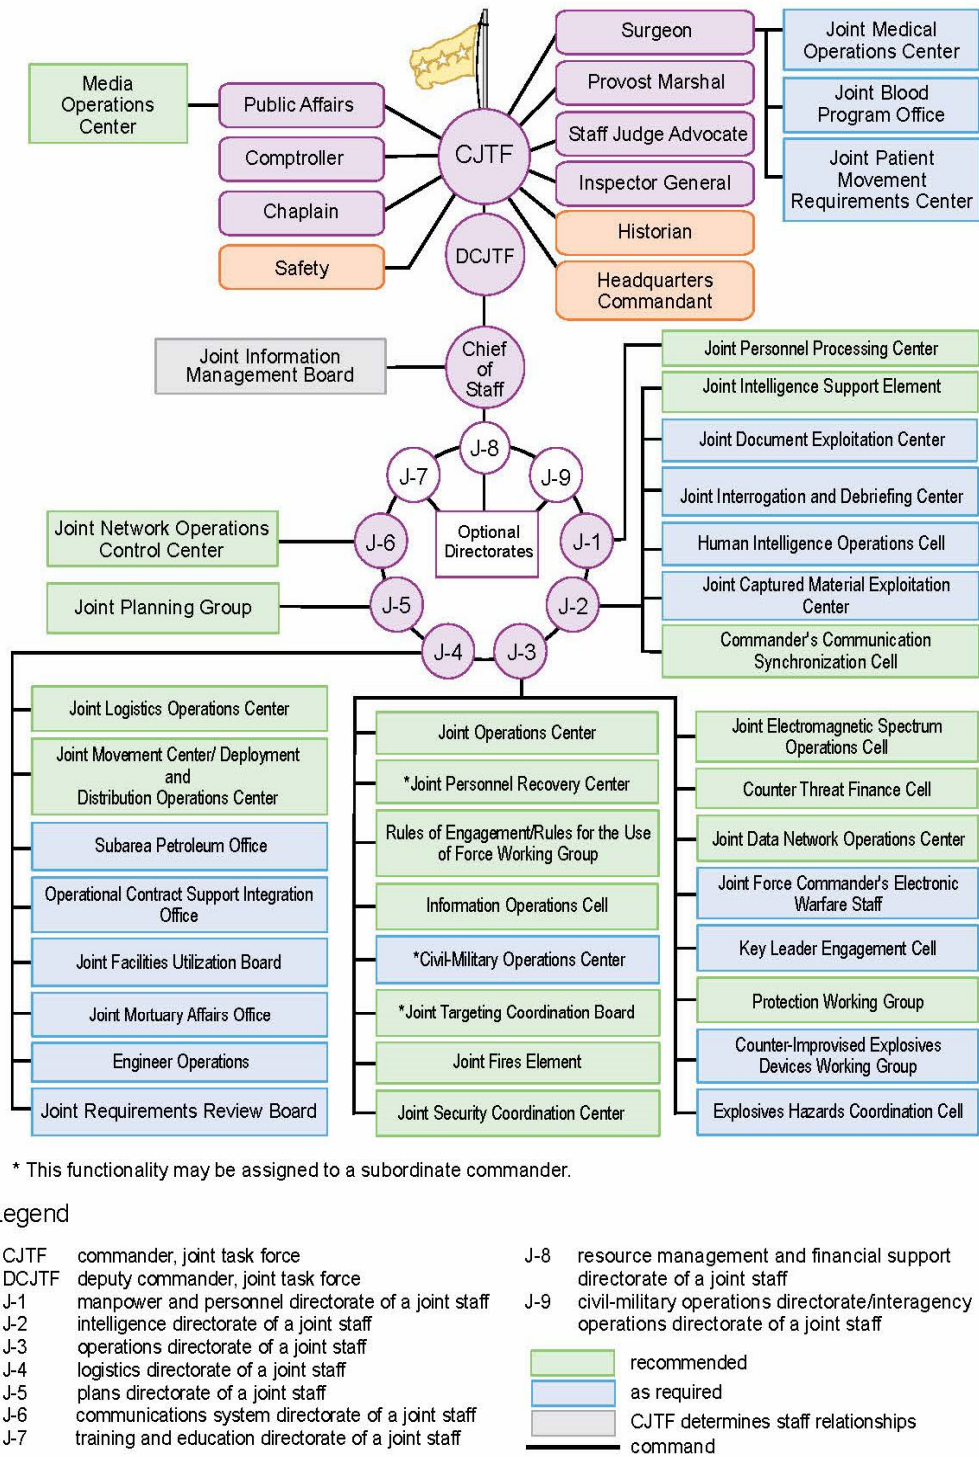 Media
Operations
Center
Public Affairs
Comptroller
Chaplain
Safety
CJTF
DCJTF
Surgeon
Provost Marshal
Staff Judge Advocate
Inspector General
Historian
Headquarters
Commandant
Joint Medical
Operations Center
Joint Blood
Program Office
Joint Patient
Movement
Requirements Center
Joint Information
Management Board
Chief
of
Staff
J-8
J-7
J-9
J-6
J-1
J-5
J-2
J-4
J-3
Optional
Directorates
Joint Network Operations
Control Center
Joint Planning Group
Joint Personnel Processing Center
Joint Intelligence Support Element
Joint Document Exploitation Center
Joint Interrogation and Debriefing Center
Human Intelligence Operations Cell
Joint Captured Material Exploitation
Center
Commander's Communication
Synchronization Cell
Joint Logistics Operations Center
Joint Movement Center/ Deployment
and
Distribution Operations Center
Subarea Petroleum Office
Operational Contract Support Integration
Office
Joint Facilities Utilization Board
Joint Mortuary Affairs Office
Engineer Operations
Joint Requirements Review Board
Joint Operations Center
*Joint Personnel Recovery Center
Rules of Engagement/Rules for the Use
of Force Working Group
Information Operations Cell
*Civil-Military Operations Center
*Joint Targeting Coordination Board
Joint Fires Element
Joint Security Coordination Center
Joint Electromagnetic Spectrum
Operations Cell
Counter Threat Finance Cell
Joint Data Network Operations Center
Joint Force Commander's Electronic
Warfare Staff
Key Leader Engagement Cell
Protection Working Group
Counter-Improvised Explosives
Devices Working Group
Explosives Hazards Coordination Cell
* This functionality may be assigned to a subordinate commander.
egend
CJTF commander, joint task force
DCJTF deputy commander, joint task force
J-1 manpower and personnel directorate of a joint staff
J-2 intelligence directorate of a joint staff
J-3 operations directorate of a joint staff
J-4 logistics directorate of a joint staff
J-5 plans directorate of a joint staff
J-6 communications system directorate of a joint staff
J-7 training and education directorate of a joint staff
J-8 resource management and financial support
directorate of a joint staff
J-9 civil-military operations directorate/interagency
operations directorate of a joint staff
recommended
as required
CJTF determines staff relationships
command